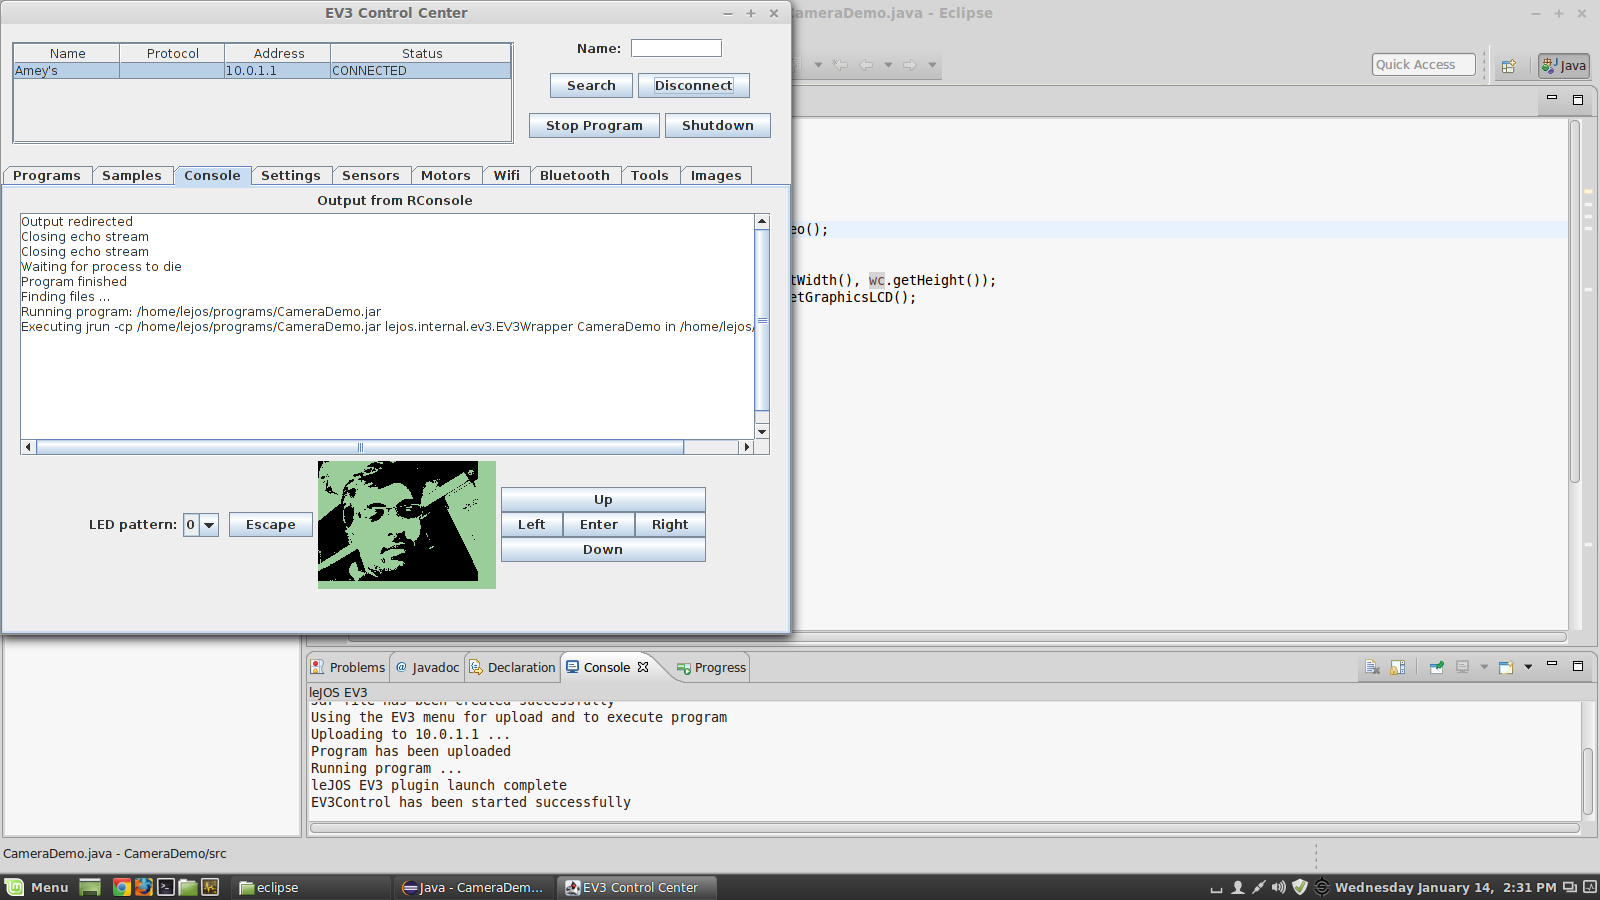 EV3 Control Center
CameraDemo.java - Eclipse
Name Protocol Address Status
Amey's 10.0.1.1 CONNECTED
Name:
Search Disconnect
Stop Program Shutdown
Quick Access
Java
Programs Samples Console Settings Sensors Motors Wifi Bluetooth Tools Images
Output from RConsole
Output redirected
Closing echo stream
Closing echo stream
Waiting for process to die
Program finished
Finding files ...
Running program: /home/lejos/programs/CameraDemo.jar
Executing jrun -cp /home/lejos/programs/CameraDemo.jar lejos.internal.ev3.EV3Wrapper CameraDemo in /home/lejos/
eo();
tWidth(), wc.getHeight());
etGraphicsLCD();
LED pattern: 0 Escape
Up
Left Enter Right
Down
Problems @ Javadoc Declaration Console Progress
leJOS EV3
Jar file has been created successfully
Using the EV3 menu for upload and to execute program
Uploading to 10.0.1.1 ...
Program has been uploaded
Running program ...
leJOS EV3 plugin launch complete
EV3Control has been started successfully
CameraDemo.java - CameraDemo/src
Menu eclipse Java - CameraDem... EV3 Control Center Wednesday January 14, 2:31 PM